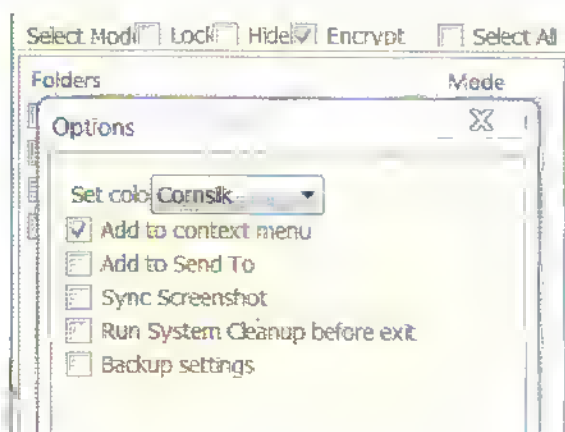 Select Mode Lock Hide Encrypt Select All
Folders Mode
Options
Set colo Cornsilk
Add to context menu
Add to Send To
Sync Screenshot
Run System Cleanup before exit
Backup settings